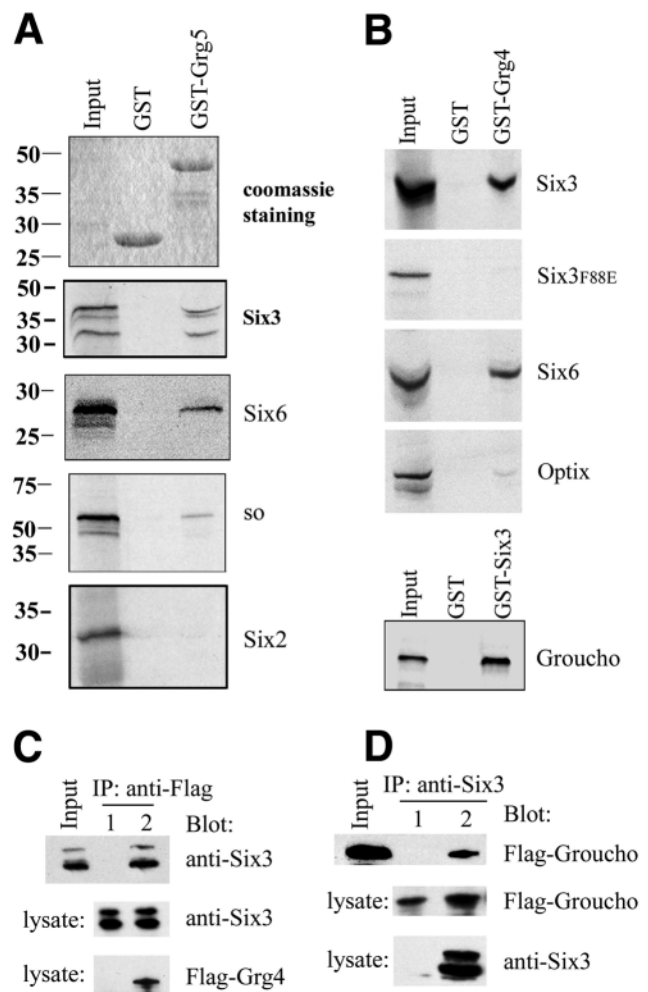 A
Input
GST
GST-Grg5
50
35
30
25
coomassie
staining
50
35
30
Six3
30
25
Six6
75
50
35
so
35
30
Six2
B
Input
GST
GST-Grg4
Six3
Six3F88E
Six6
Optix
Input
GST
GST-Six3
Groucho
C
Input
IP: anti-Flag
1 2 Blot:
anti-Six3
lysate: anti-Six3
lysate: Flag-Grg4
D
Input
IP: anti-Six3
1 2 Blot:
Flag-Groucho
lysate: Flag-Groucho
lysate: anti-Six3